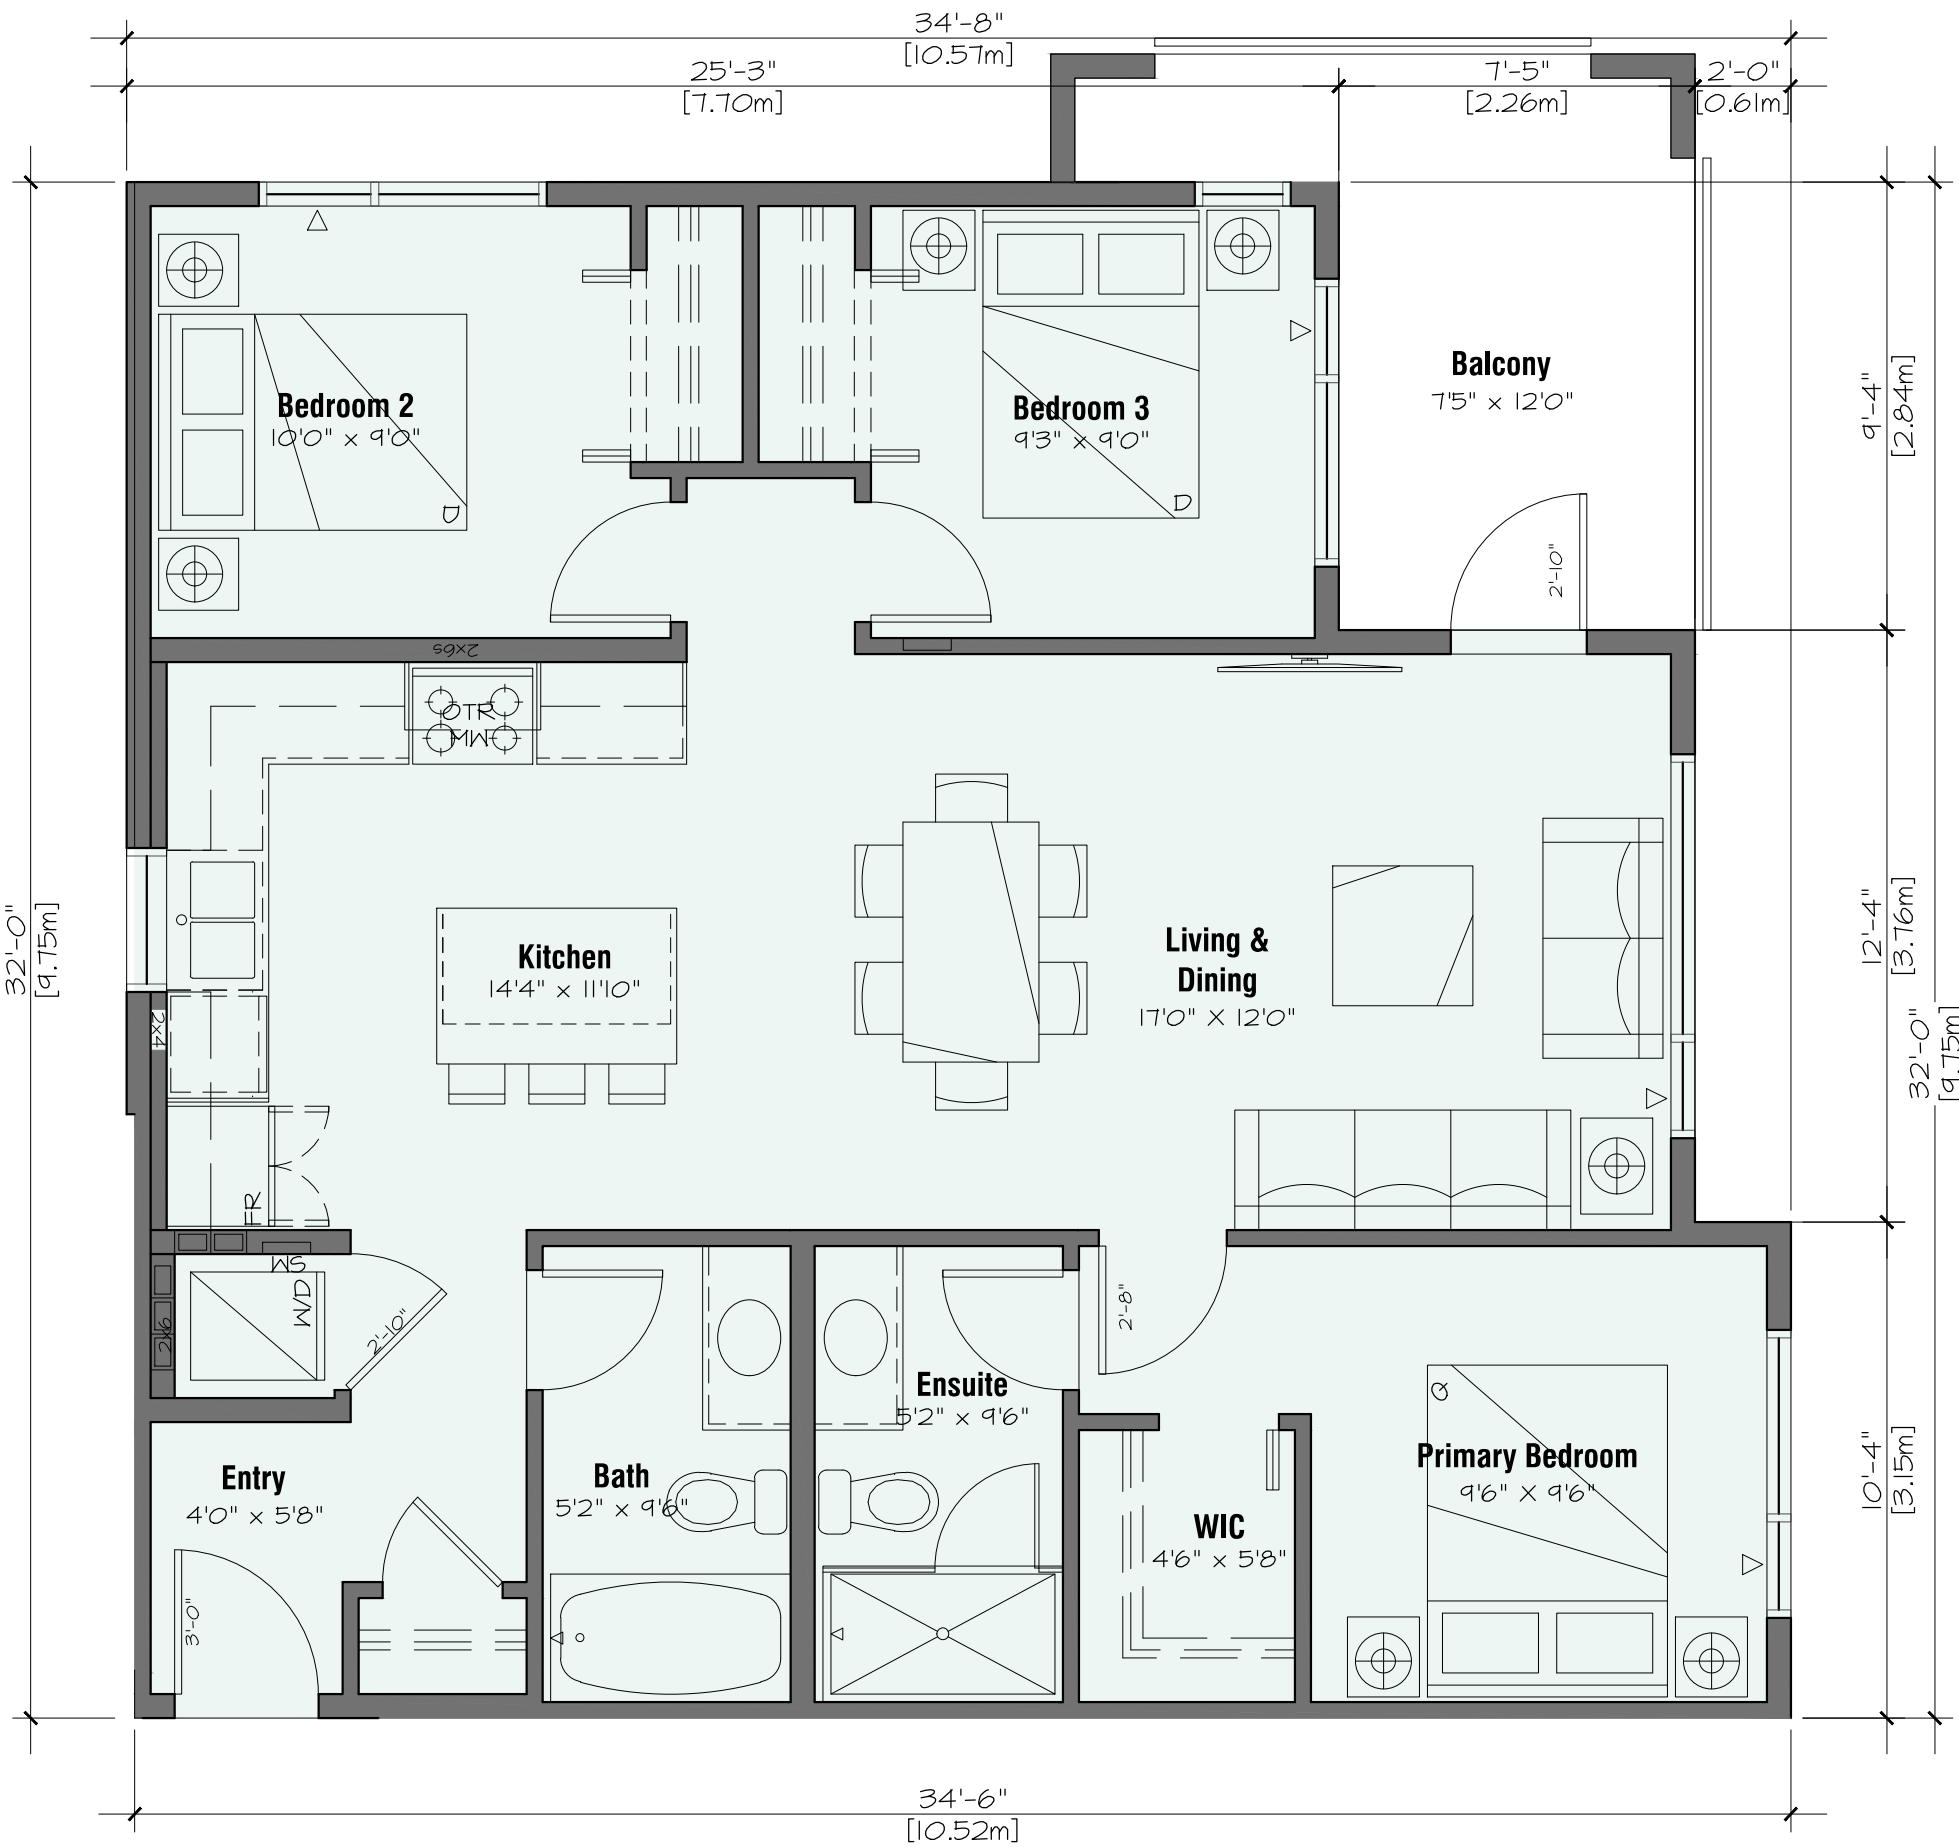 34'-8"
[10.57m]
25'-3"
[7.70m]
7'-5"
[2.26m]
2'-0"
[0.61m]
Bedroom 2
10'0" x 9'0"
D
Bedroom 3
9'3" x 9'0"
D
Balcony
7'5" x 12'0"
2'-10"
9'-4"
[2.84m]
2x6s
OTR
MW
32'-0"
[9.75m]
Kitchen
14'4" x 11'10"
2x4
FR
Living &
Dining
17'0" X 12'0"
12'-4"
[3.76m]
32'-0"
[9.75m]
SM
W/D
2x6
2'-10"
2'-8"
Ensuite
5'2" x 9'6"
Q
Primary Bedroom
9'6" X 9'6"
10'-4"
[3.15m]
Entry
4'0" x 5'8"
Bath
5'2" x 9'6"
WIC
4'6" x 5'8"
3'-0"
34'-6"
[10.52m]